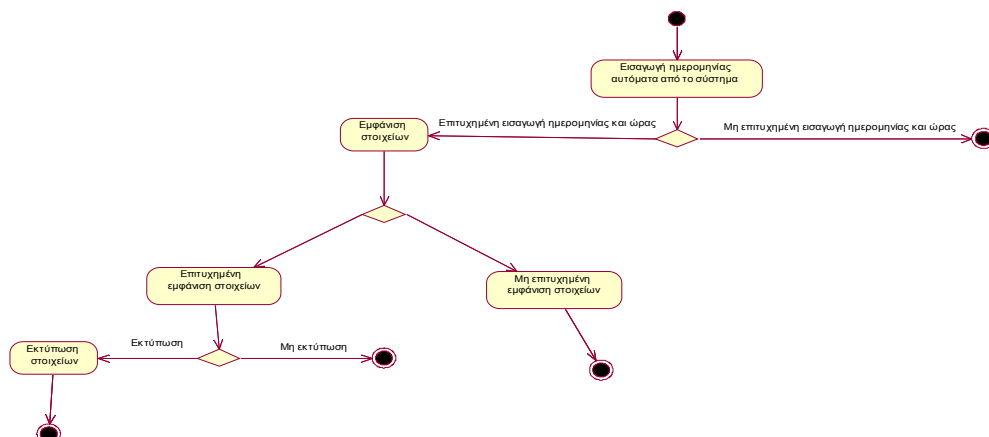 Εισαγωγή ημερομηνίας
αυτόματα από το σύστημα
Επιτυχημένη εισαγωγή ημερομηνίας και ώρας
Μη επιτυχημένη εισαγωγή ημερομηνίας και ώρας
Εμφάνιση
στοιχείων
Επιτυχημένη
εμφάνιση στοιχείων
Μη επιτυχημένη
εμφάνιση στοιχείων
Εκτύπωση
Μη εκτύπωση
Εκτύπωση
στοιχείων